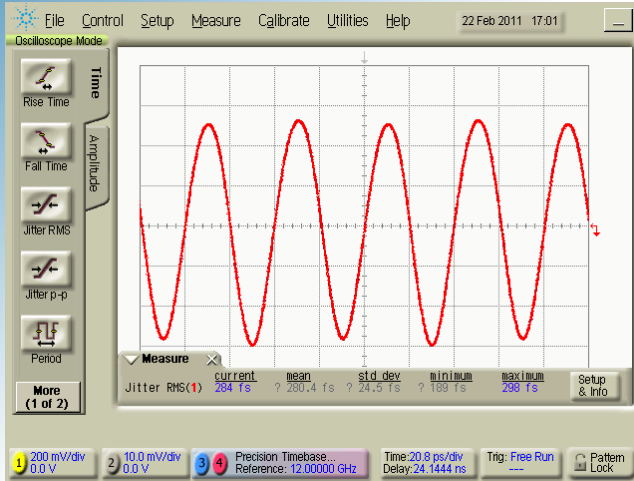 File Control Setup Measure Calibrate Utilities Help 22 Feb 2011 17:01
Oscilloscope Mode
Time
Amplitude
Rise Time
Fall Time
Jitter RMS
Jitter p-p
Period
More
(1 of 2)
Measure
current mean std dev minimum maximum
Jitter RMS(1) 284 fs ? 280.4 fs ? 24.5 fs ? 189 fs 298 fs
Setup
& Info
1 200 mV/div
0.0 V
2 10.0 mV/div
0.0 V
3 4 Precision Timebase...
Reference: 12.00000 GHz
Time:20.8 ps/div
Delay:24.1444 ns
Trig: Free Run
---
Pattern
Lock